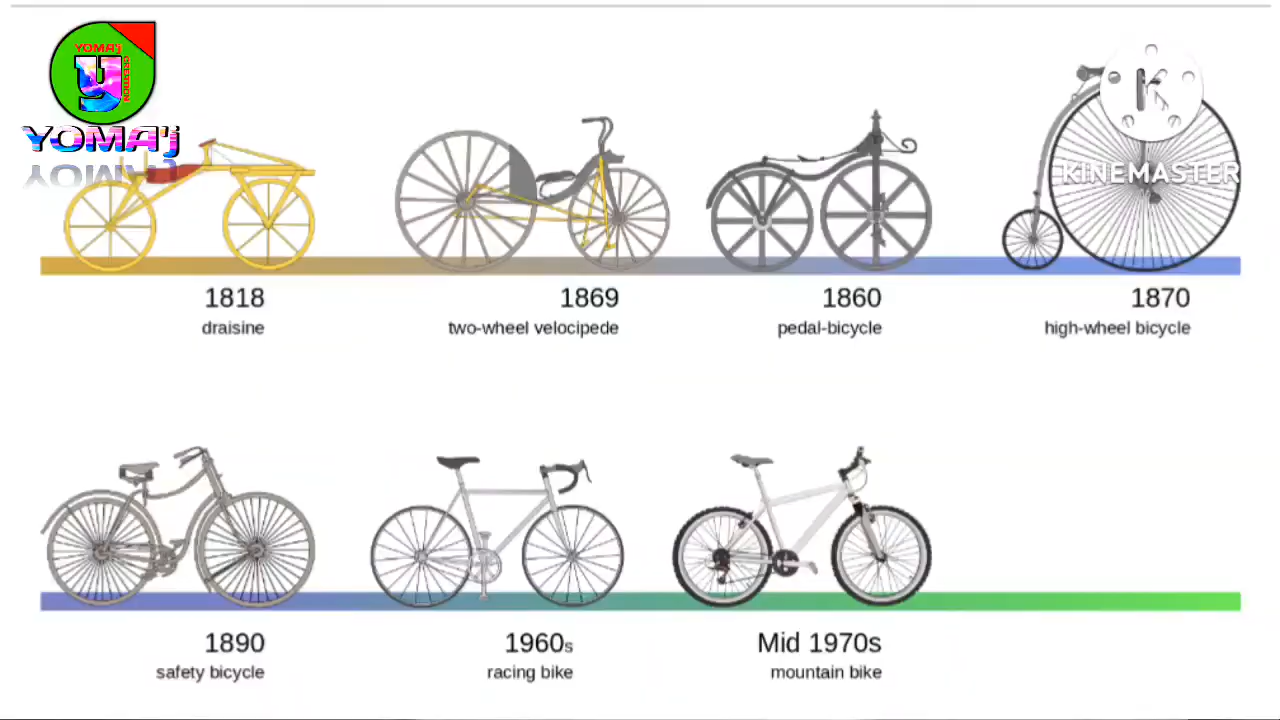 YOMA'j
y
YOMA'j
KINEMASTER
1818
draisine
1869
two-wheel velocipede
1860
pedal-bicycle
1870
high-wheel bicycle
1890
safety bicycle
1960s
racing bike
Mid 1970s
mountain bike